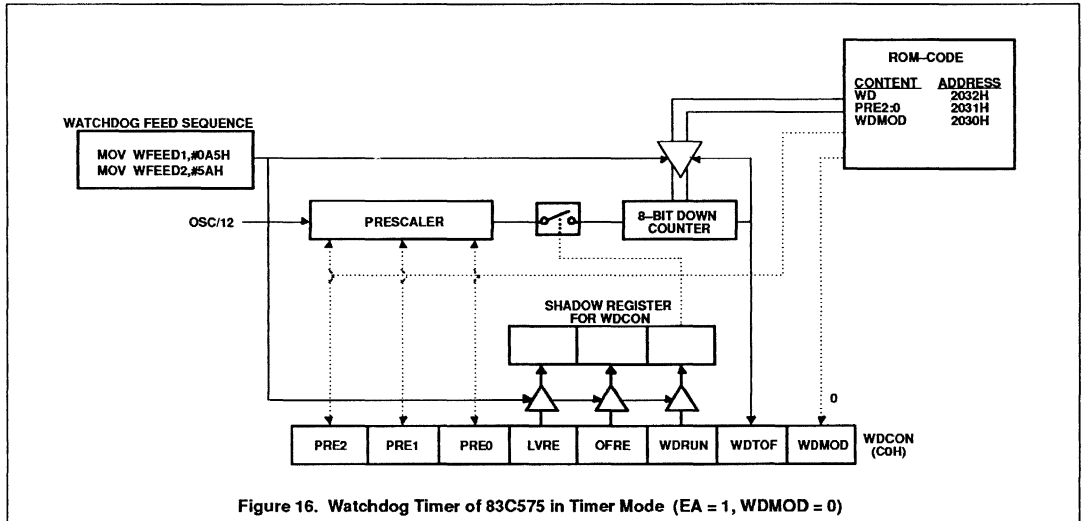 ROM–CODE
CONTENT ADDRESS
WD 2032H
PRE2:0 2031H
WDMOD 2030H
WATCHDOG FEED SEQUENCE
MOV WFEED1,#0A5H
MOV WFEED2,#5AH
OSC/12
PRESCALER
8–BIT DOWN
COUNTER
SHADOW REGISTER
FOR WDCON
0
PRE2 PRE1 PRE0 LVRE OFRE WDRUN WDTOF WDMOD
WDCON
(C0H)
Figure 16. Watchdog Timer of 83C575 in Timer Mode (EA = 1, WDMOD = 0)